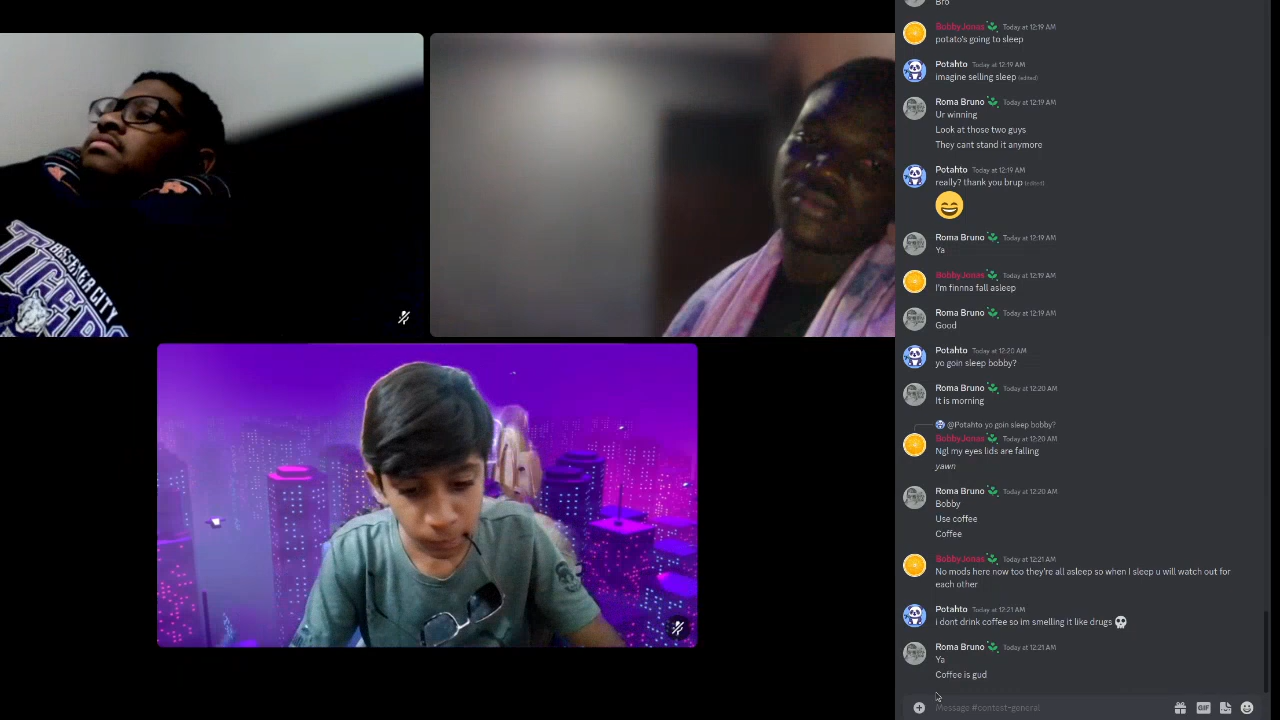 BESSEMER CITY
TIGERS
Bro
BobbyJonas Today at 12:19 AM
potato's going to sleep
Potahto Today at 12:19 AM
imagine selling sleep (edited)
Roma Bruno Today at 12:19 AM
Ur winning
Look at those two guys
They cant stand it anymore
Potahto Today at 12:19 AM
really? thank you brup (edited)
Roma Bruno Today at 12:19 AM
Ya
BobbyJonas Today at 12:19 AM
I'm finnna fall asleep
Roma Bruno Today at 12:19 AM
Good
Potahto Today at 12:20 AM
yo goin sleep bobby?
Roma Bruno Today at 12:20 AM
It is morning
@Potahto yo goin sleep bobby?
BobbyJonas Today at 12:20 AM
Ngl my eyes lids are falling
yawn
Roma Bruno Today at 12:20 AM
Bobby
Use coffee
Coffee
BobbyJonas Today at 12:21 AM
No mods here now too they're all asleep so when I sleep u will watch out for
each other
Potahto Today at 12:21 AM
i dont drink coffee so im smelling it like drugs
Roma Bruno Today at 12:21 AM
Ya
Coffee is gud
Message #contest-general
GIF